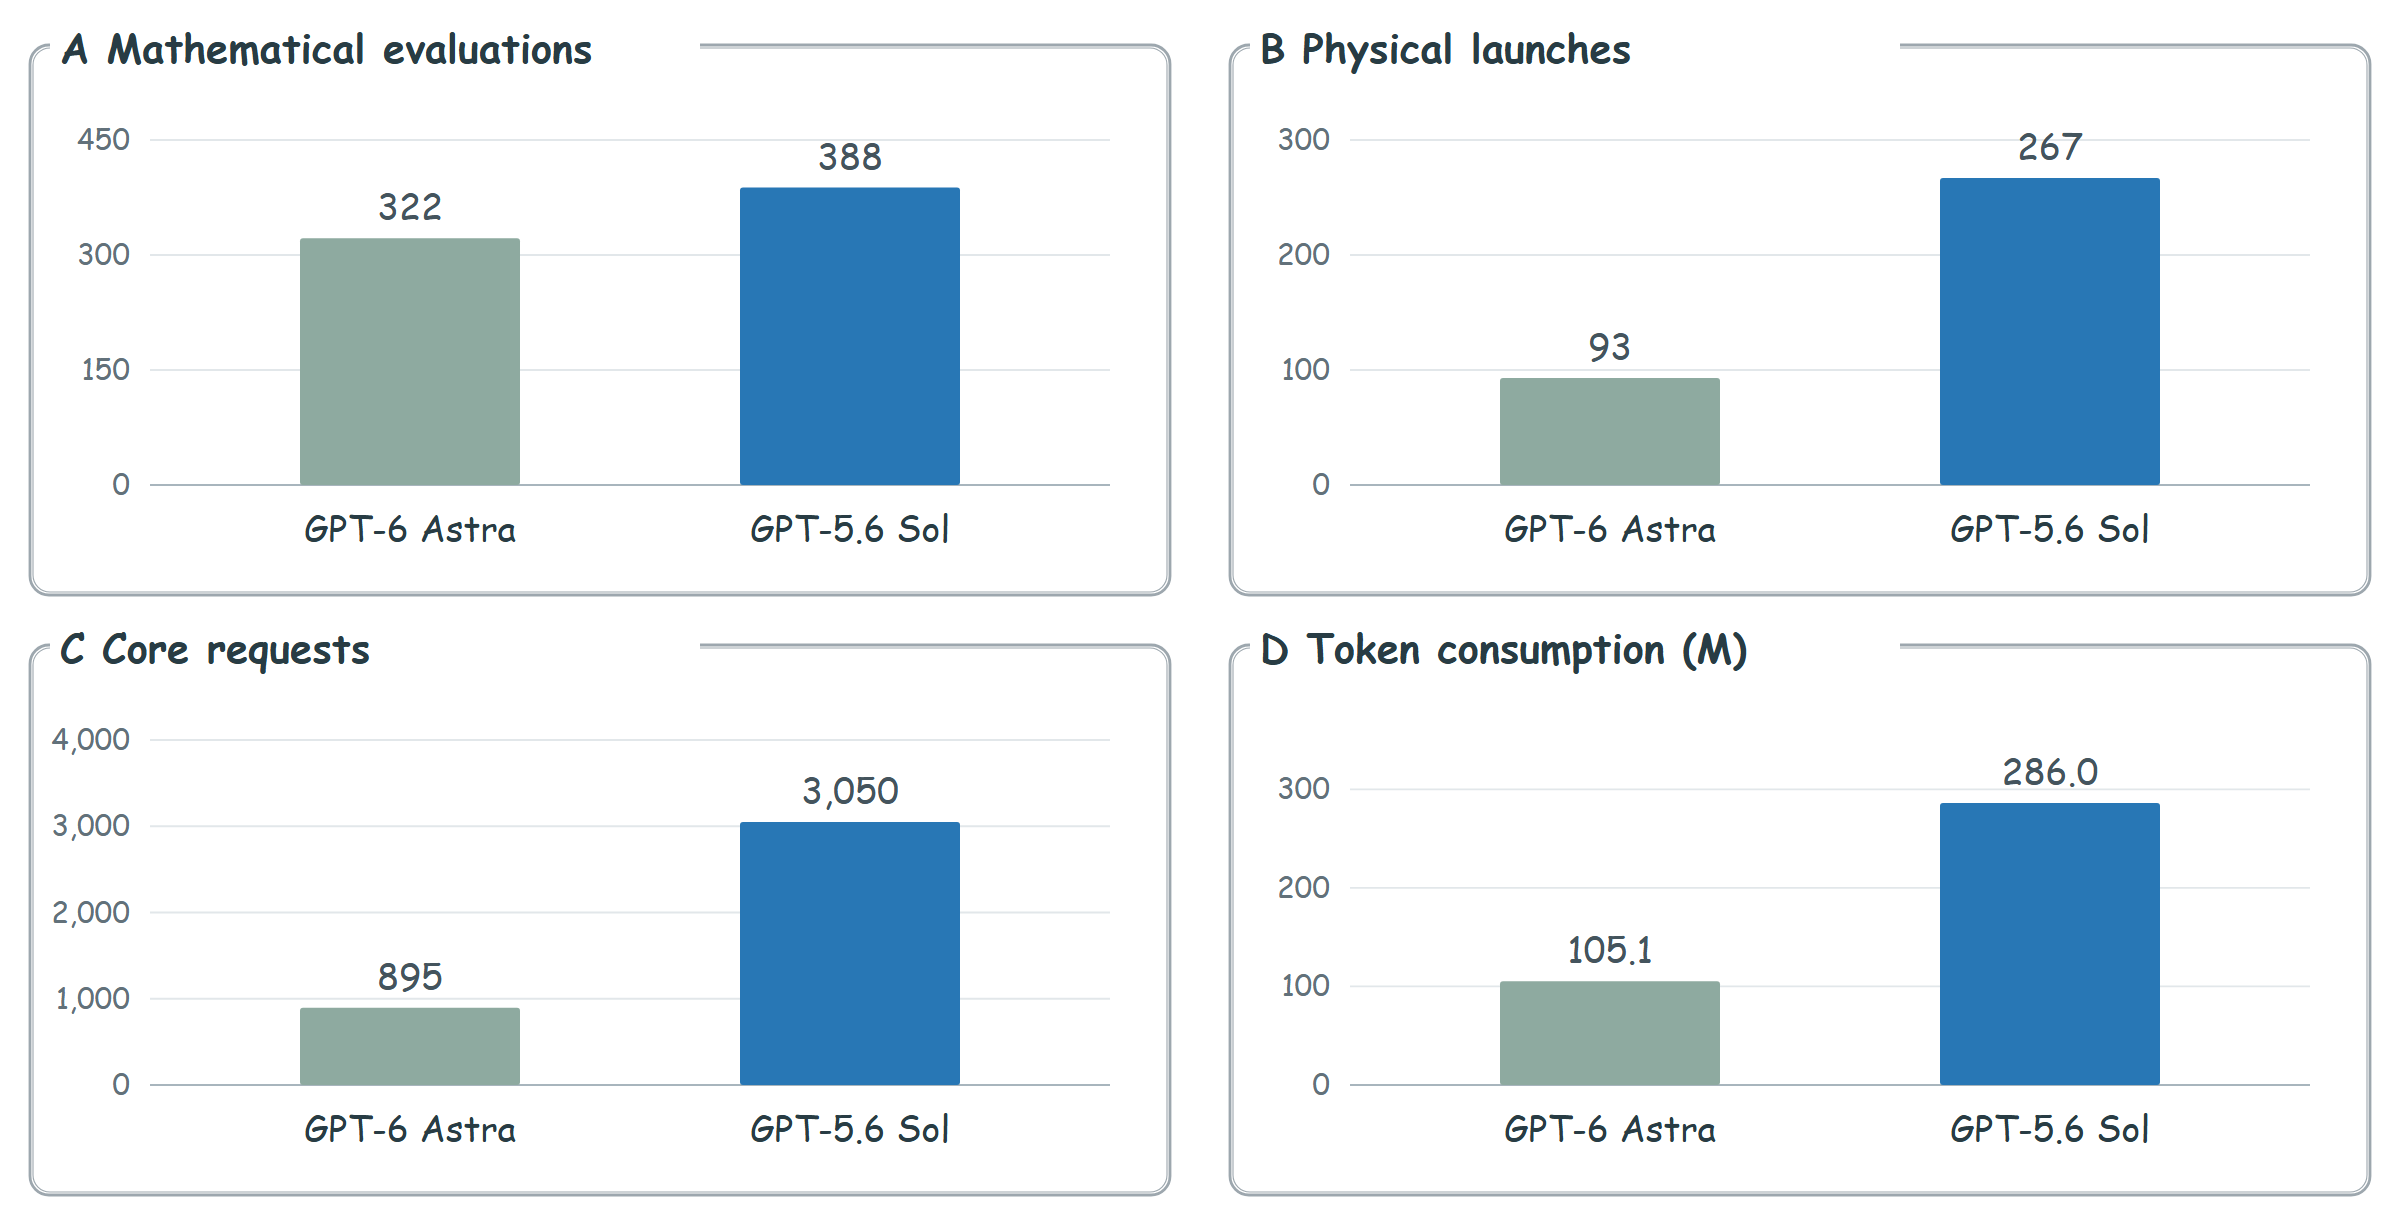 A Mathematical evaluations
450
300
150
0
322
388
GPT-6 Astra
GPT-5.6 Sol
B Physical launches
300
200
100
0
93
267
GPT-6 Astra
GPT-5.6 Sol
C Core requests
4,000
3,000
2,000
1,000
0
895
3,050
GPT-6 Astra
GPT-5.6 Sol
D Token consumption (M)
300
200
100
0
105.1
286.0
GPT-6 Astra
GPT-5.6 Sol